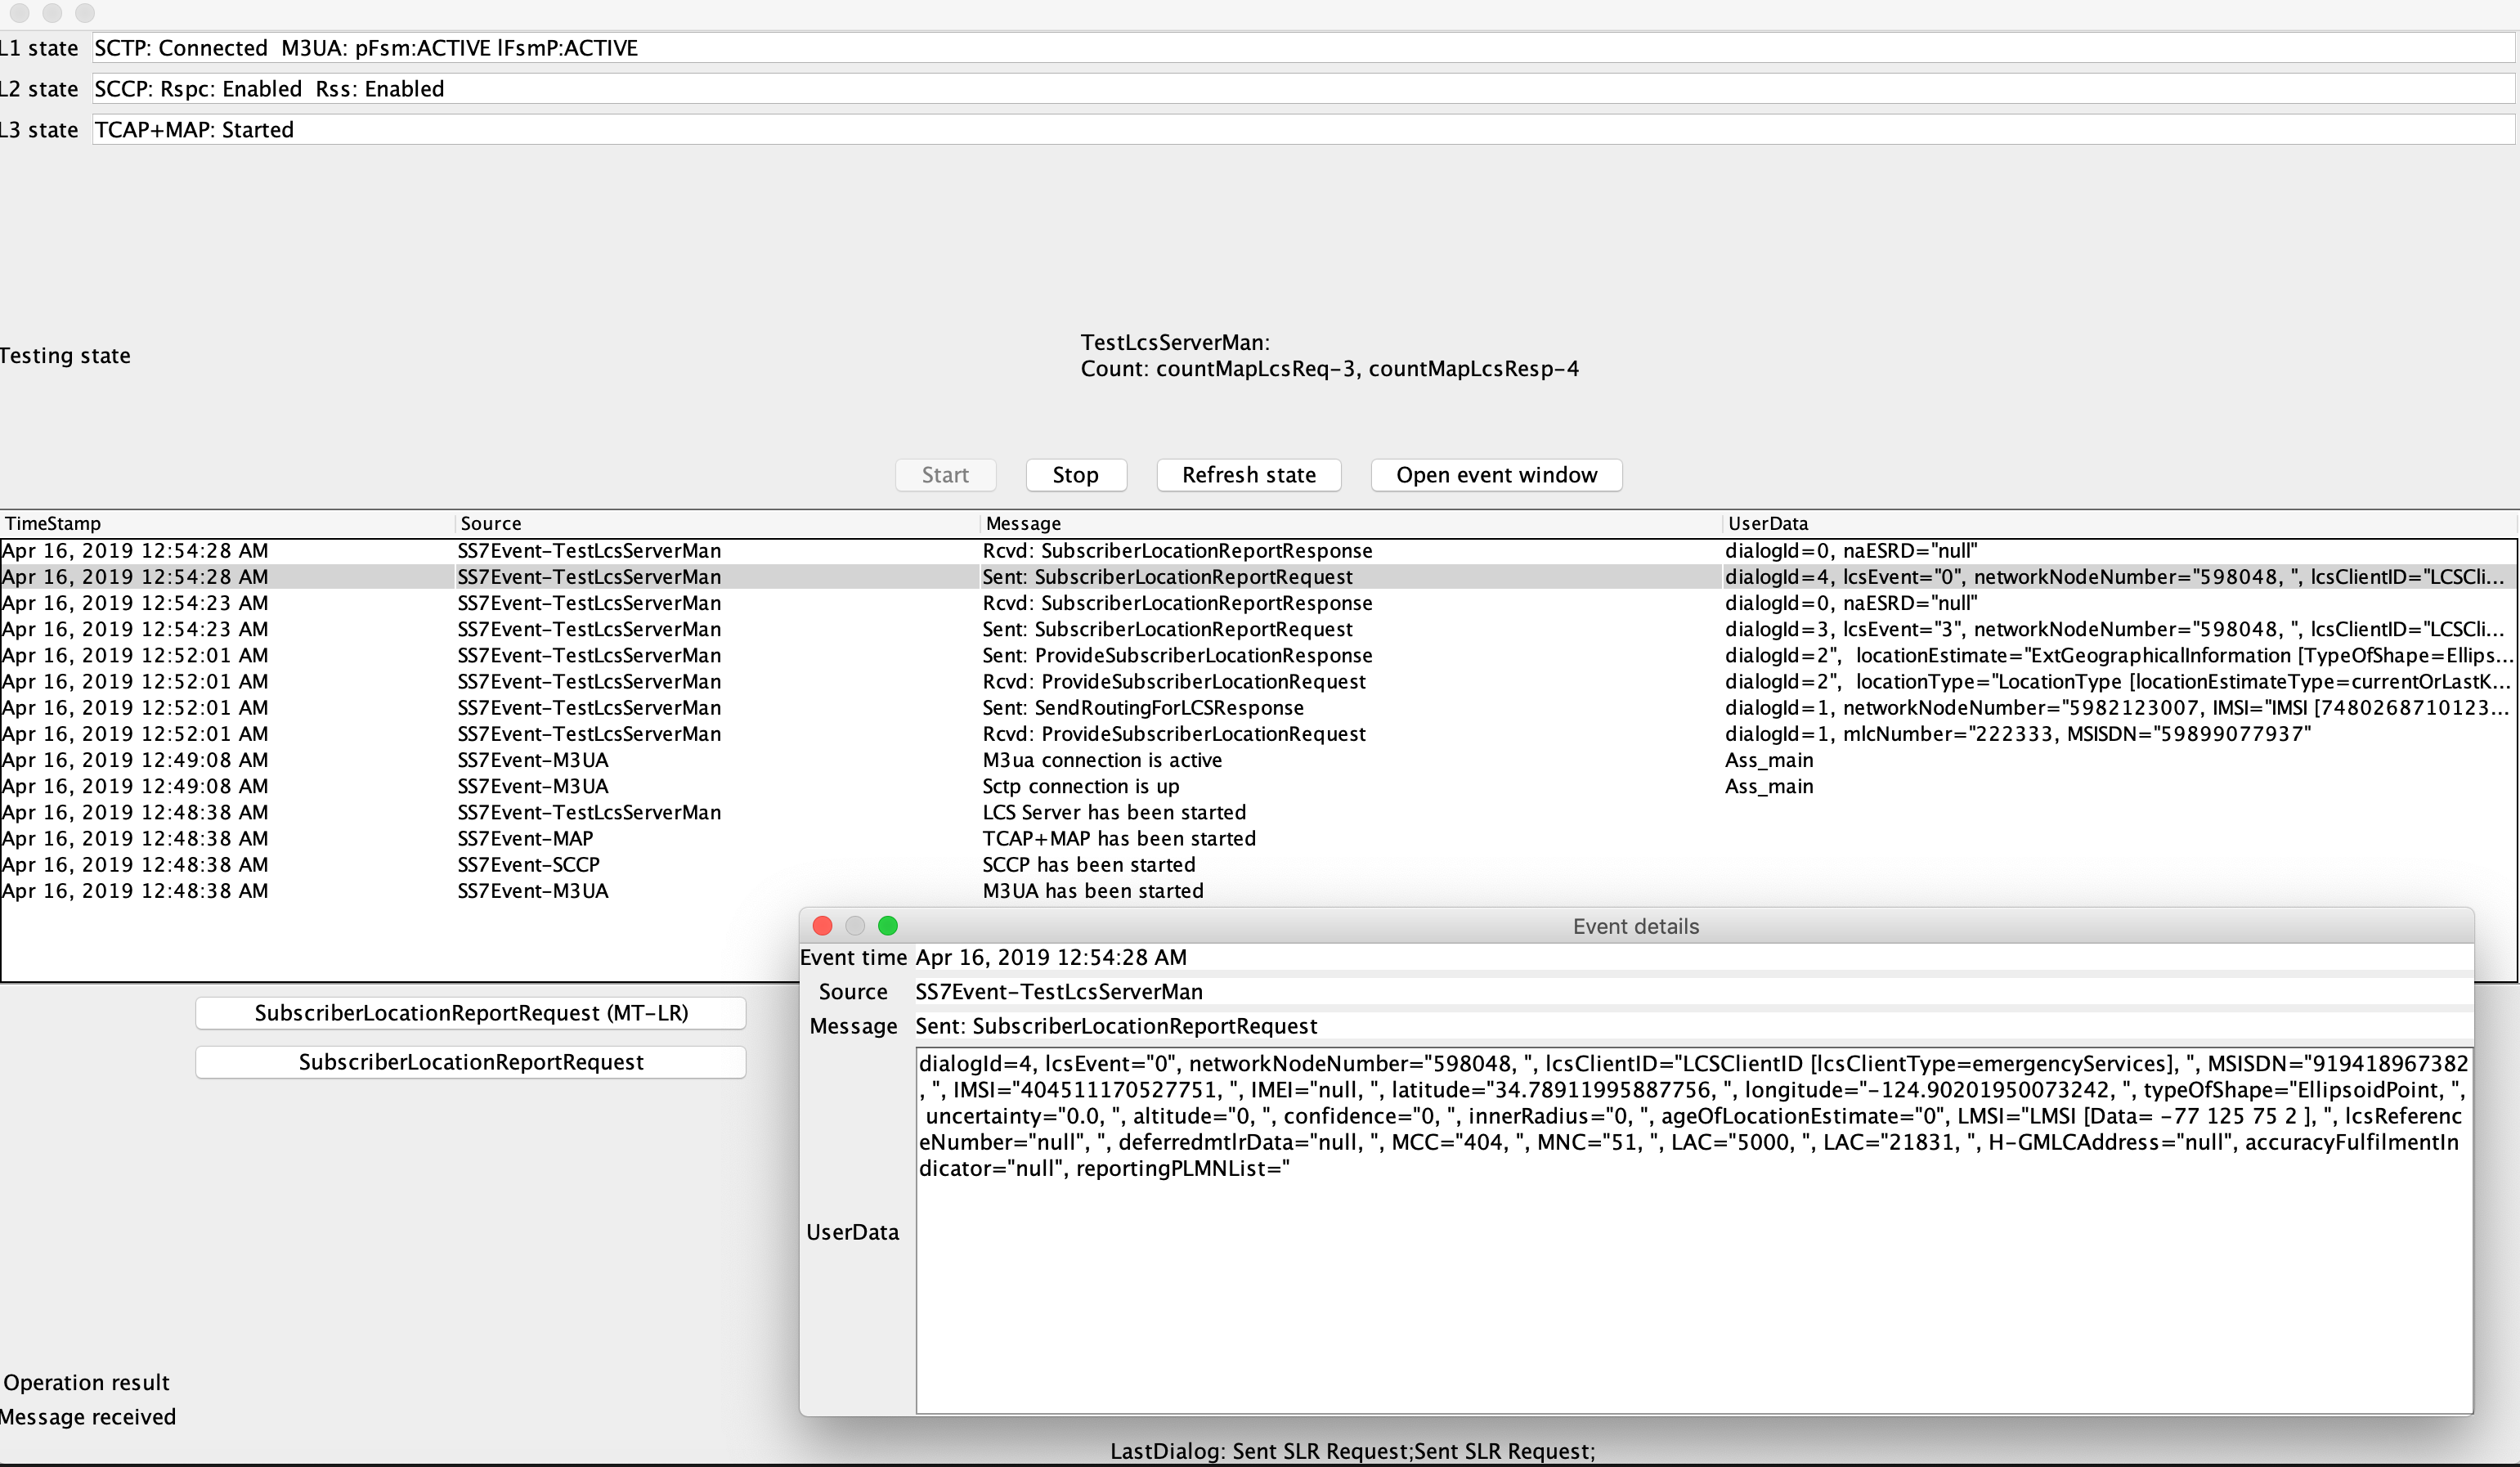 L1 state SCTP: Connected  M3UA: pFsm:ACTIVE lFsmP:ACTIVE
L2 state SCCP: Rspc: Enabled  Rss: Enabled
L3 state TCAP+MAP: Started
TestLcsServerMan:
Testing state
Count: countMapLcsReq-3, countMapLcsResp-4
Start Stop Refresh state Open event window
TimeStamp Source Message UserData
Apr 16, 2019 12:54:28 AM SS7Event-TestLcsServerMan Rcvd: SubscriberLocationReportResponse dialogId=0, naESRD="null"
Apr 16, 2019 12:54:28 AM SS7Event-TestLcsServerMan Sent: SubscriberLocationReportRequest dialogId=4, lcsEvent="0", networkNodeNumber="598048, ", lcsClientID="LCSCli...
Apr 16, 2019 12:54:23 AM SS7Event-TestLcsServerMan Rcvd: SubscriberLocationReportResponse dialogId=0, naESRD="null"
Apr 16, 2019 12:54:23 AM SS7Event-TestLcsServerMan Sent: SubscriberLocationReportRequest dialogId=3, lcsEvent="3", networkNodeNumber="598048, ", lcsClientID="LCSCli...
Apr 16, 2019 12:52:01 AM SS7Event-TestLcsServerMan Sent: ProvideSubscriberLocationResponse dialogId=2",  locationEstimate="ExtGeographicalInformation [TypeOfShape=Ellips...
Apr 16, 2019 12:52:01 AM SS7Event-TestLcsServerMan Rcvd: ProvideSubscriberLocationRequest dialogId=2",  locationType="LocationType [locationEstimateType=currentOrLastK...
Apr 16, 2019 12:52:01 AM SS7Event-TestLcsServerMan Sent: SendRoutingForLCSResponse dialogId=1, networkNodeNumber="5982123007, IMSI="IMSI [7480268710123...
Apr 16, 2019 12:52:01 AM SS7Event-TestLcsServerMan Rcvd: ProvideSubscriberLocationRequest dialogId=1, mlcNumber="222333, MSISDN="59899077937"
Apr 16, 2019 12:49:08 AM SS7Event-M3UA M3ua connection is active Ass_main
Apr 16, 2019 12:49:08 AM SS7Event-M3UA Sctp connection is up Ass_main
Apr 16, 2019 12:48:38 AM SS7Event-TestLcsServerMan LCS Server has been started
Apr 16, 2019 12:48:38 AM SS7Event-MAP TCAP+MAP has been started
Apr 16, 2019 12:48:38 AM SS7Event-SCCP SCCP has been started
Apr 16, 2019 12:48:38 AM SS7Event-M3UA M3UA has been started
SubscriberLocationReportRequest (MT-LR)
SubscriberLocationReportRequest
Event details
Event time Apr 16, 2019 12:54:28 AM
Source SS7Event-TestLcsServerMan
Message Sent: SubscriberLocationReportRequest
dialogId=4, lcsEvent="0", networkNodeNumber="598048, ", lcsClientID="LCSClientID [lcsClientType=emergencyServices], ", MSISDN="919418967382
, ", IMSI="404511170527751, ", IMEI="null, ", latitude="34.78911995887756, ", longitude="-124.90201950073242, ", typeOfShape="EllipsoidPoint, ",
uncertainty="0.0, ", altitude="0, ", confidence="0, ", innerRadius="0, ", ageOfLocationEstimate="0", LMSI="LMSI [Data= -77 125 75 2 ], ", lcsReferenc
eNumber="null", ", deferredmtlrData="null, ", MCC="404, ", MNC="51, ", LAC="5000, ", LAC="21831, ", H-GMLCAddress="null", accuracyFulfilmentIn
dicator="null", reportingPLMNList="
UserData
Operation result
Message received
LastDialog: Sent SLR Request;Sent SLR Request;